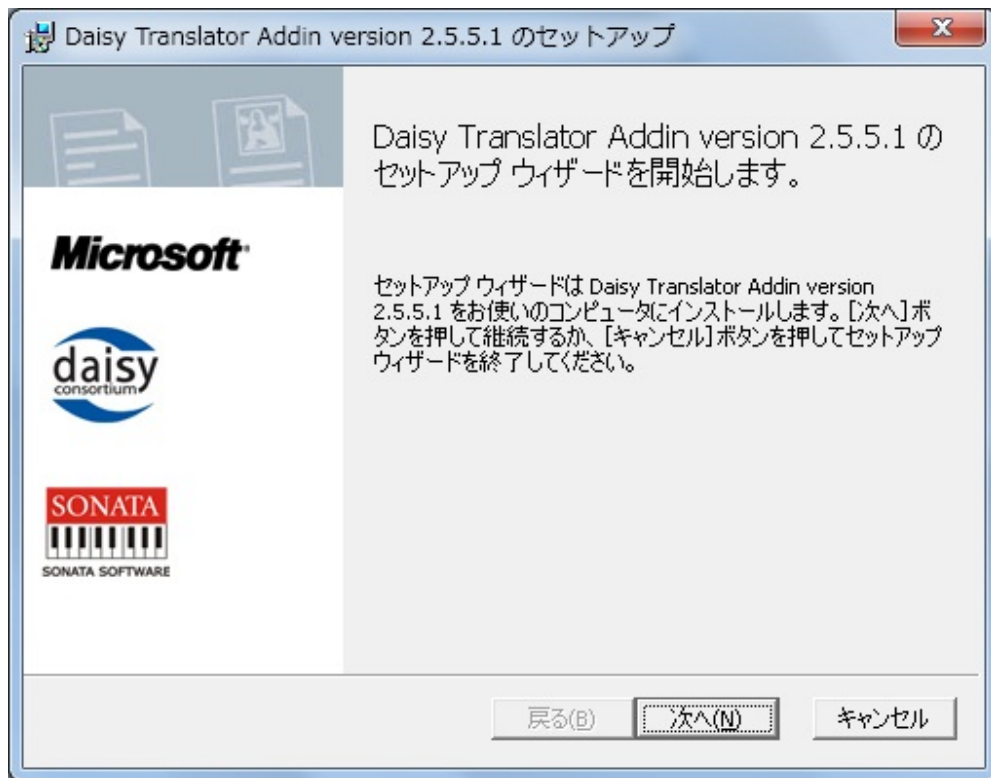 Daisy Translator Addin version 2.5.5.1 のセットアップ
Daisy Translator Addin version 2.5.5.1 の
セットアップ ウィザードを開始します。
Microsoft
セットアップ ウィザードは Daisy Translator Addin version
2.5.5.1 をお使いのコンピュータにインストールします。[次へ]ボ
タンを押して継続するか、[キャンセル]ボタンを押してセットアップ
ウィザードを終了してください。
daisy
consortium
SONATA
SONATA SOFTWARE
戻る(B)
次へ(N)
キャンセル